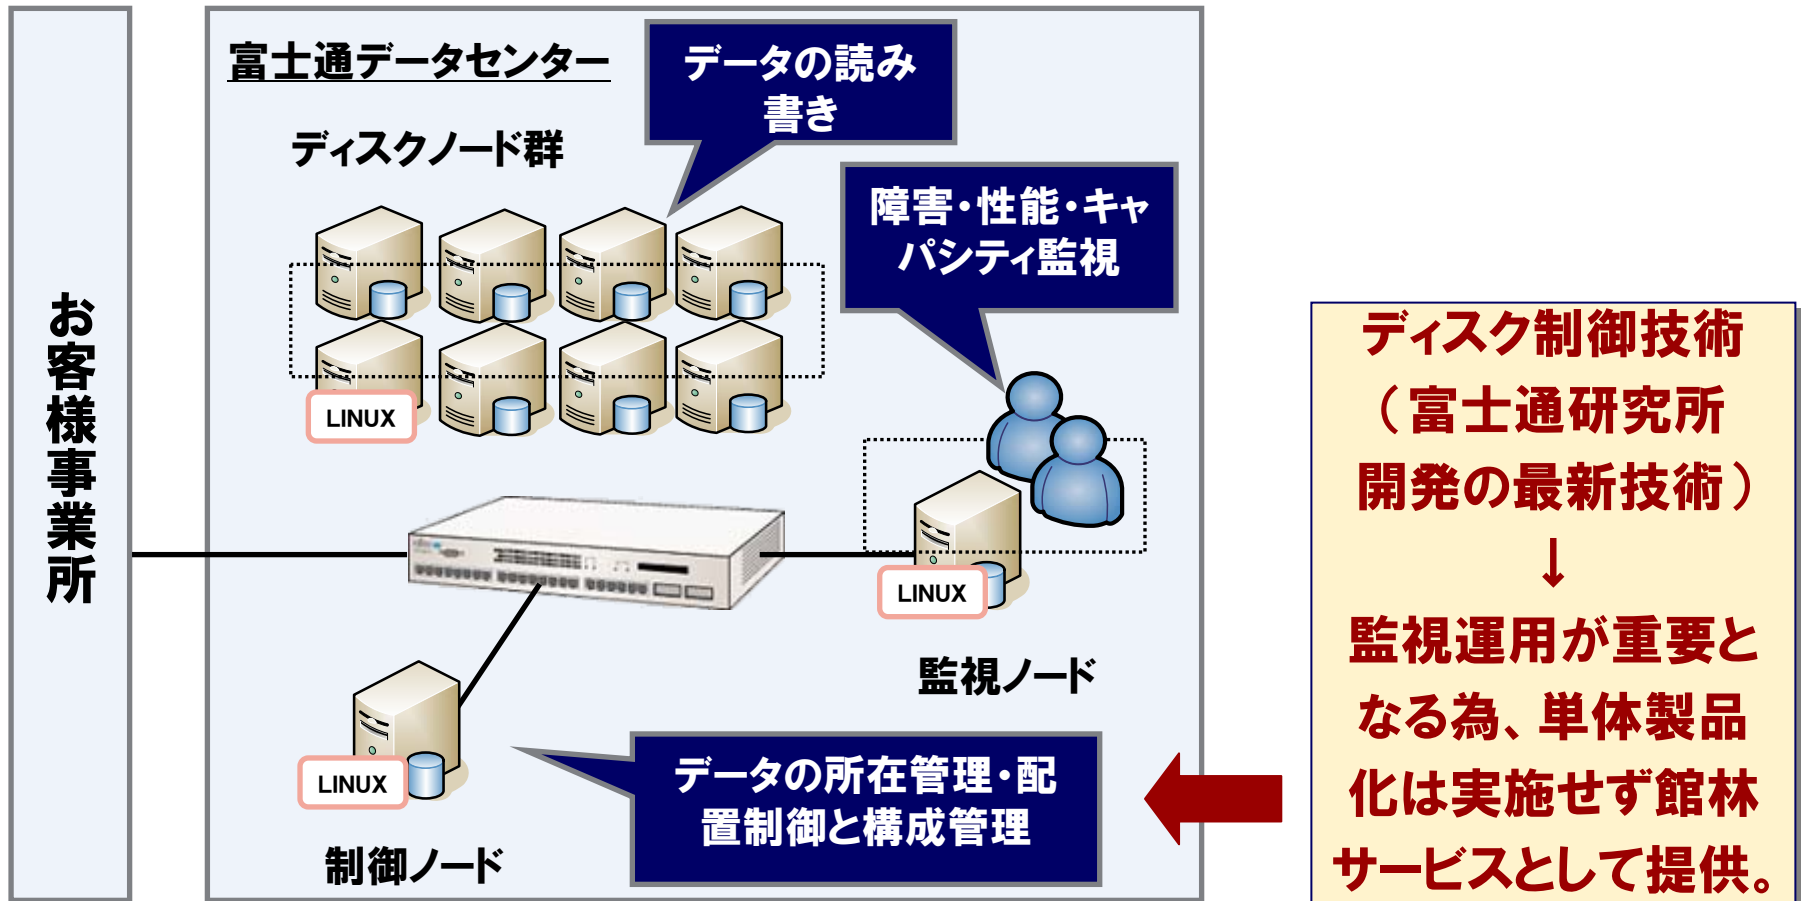 お客様事業所
富士通データセンター
データの読み
書き
ディスクノード群
障害・性能・キャ
パシティ監視
LINUX
LINUX
監視ノード
LINUX
データの所在管理・配
置制御と構成管理
制御ノード
ディスク制御技術
（富士通研究所
開発の最新技術）
↓
監視運用が重要と
なる為、単体製品
化は実施せず館林
サービスとして提供。